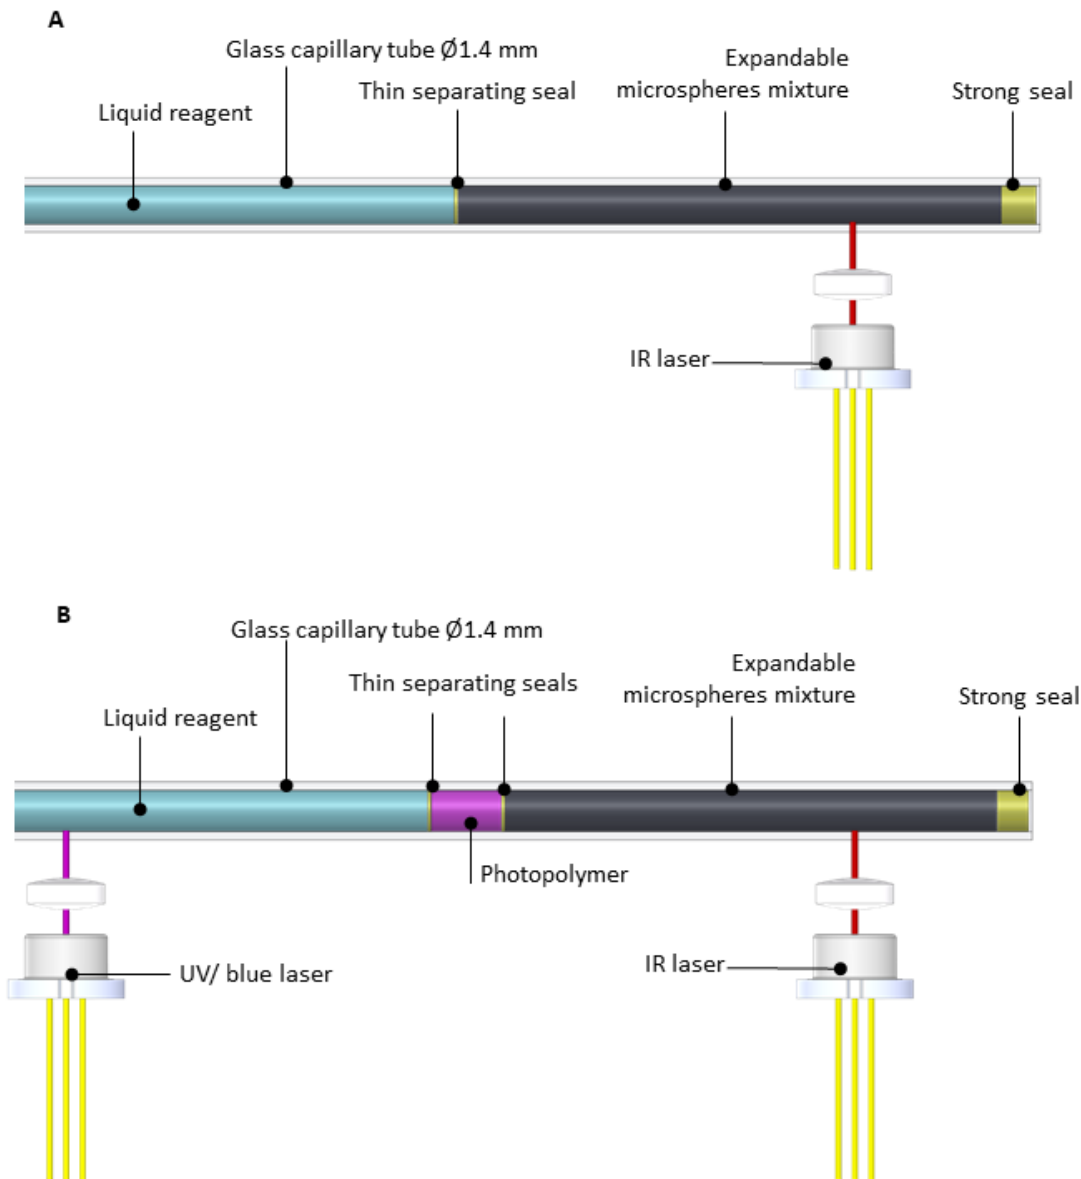 A
Glass capillary tube Ø1.4 mm
Expandable
microspheres mixture
Thin separating seal
Strong seal
Liquid reagent
IR laser
B
Glass capillary tube Ø1.4 mm
Expandable
microspheres mixture
Thin separating seals
Strong seal
Liquid reagent
Photopolymer
UV/ blue laser
IR laser